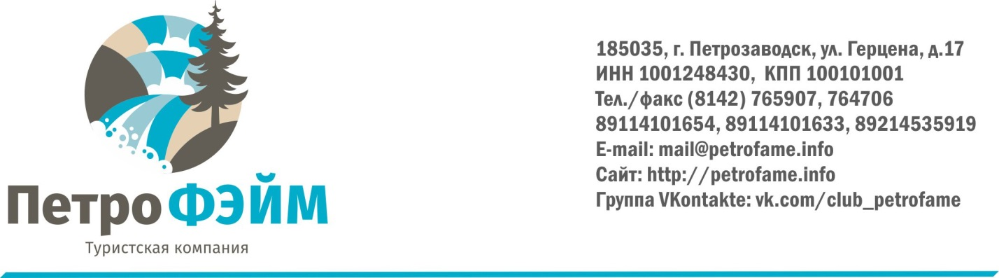 ПетроФЭЙМ
Туристская компания
185035, г. Петрозаводск, ул. Герцена, д.17
ИНН 1001248430, КПП 100101001
Тел./факс (8142) 765907, 764706
89114101654, 89114101633, 89214535919
E-mail: mail@petrofame.info
Сайт: http://petrofame.info
Группа VKontakte: vk.com/club_petrofame